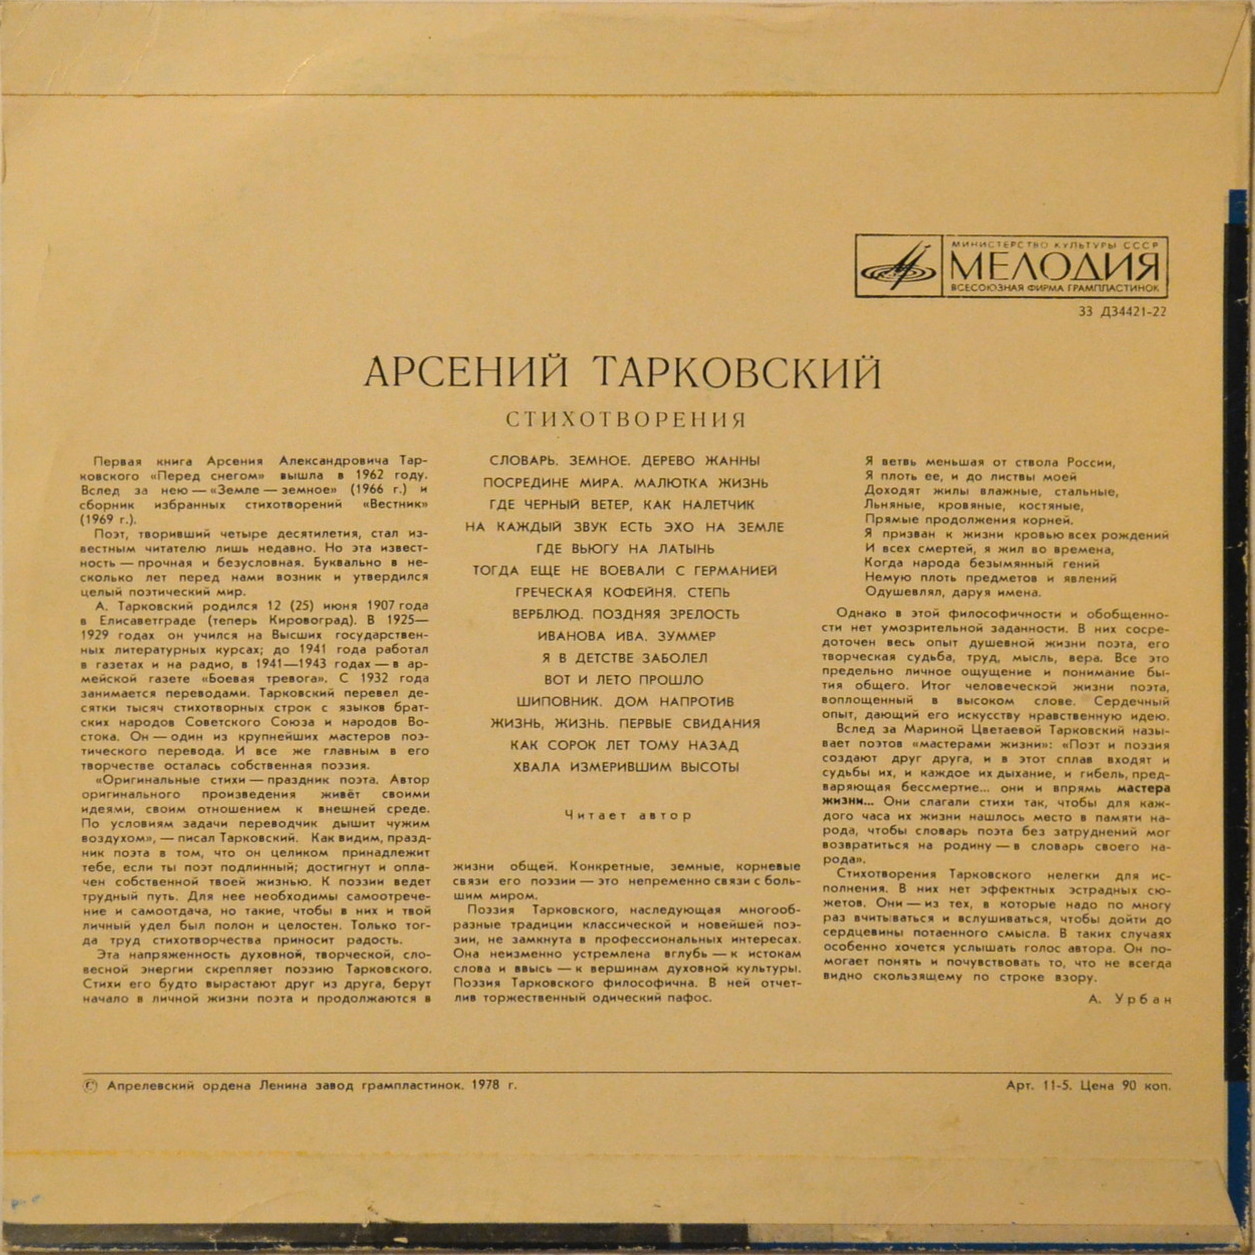 МИНИСТЕРСТВО КУЛЬТУРЫ СССР
МЕЛОДИЯ
ВСЕСОЮЗНАЯ ФИРМА ГРАМПЛАСТИНОК
33 Д34421-22
АРСЕНИЙ ТАРКОВСКИЙ
СТИХОТВОРЕНИЯ
Первая книга Арсения Александровича Тар-
ковского «Перед снегом» вышла в 1962 году.
Вслед за нею — «Земле — земное» (1966 г.) и
сборник избранных стихотворений «Вестник»
(1969 г.).
Поэт, творивший четыре десятилетия, стал из-
вестным читателю лишь недавно. Но эта извест-
ность — прочная и безусловная. Буквально в не-
сколько лет перед нами возник и утвердился
целый поэтический мир.
А. Тарковский родился 12 (25) июня 1907 года
в Елисаветграде (теперь Кировоград). В 1925—
1929 годах он учился на Высших государствен-
ных литературных курсах; до 1941 года работал
в газетах и на радио, в 1941—1943 годах — в ар-
мейской газете «Боевая тревога». С 1932 года
занимается переводами. Тарковский перевел де-
сятки тысяч стихотворных строк с языков брат-
ских народов Советского Союза и народов Во-
стока. Он — один из крупнейших мастеров поэ-
тического перевода. И все же главным в его
творчестве осталась собственная поэзия.
«Оригинальные стихи — праздник поэта. Автор
оригинального произведения живёт своими
идеями, своим отношением к внешней среде.
По условиям задачи переводчик дышит чужим
воздухом», — писал Тарковский. Как видим, празд-
ник поэта в том, что он целиком принадлежит
тебе, если ты поэт подлинный; достигнут и опла-
чен собственной твоей жизнью. К поэзии ведет
трудный путь. Для нее необходимы самоотрече-
ние и самоотдача, но такие, чтобы в них и твой
личный удел был полон и целостен. Только тог-
да труд стихотворчества приносит радость.
Эта напряженность духовной, творческой, сло-
весной энергии скрепляет поэзию Тарковского.
Стихи его будто вырастают друг из друга, берут
начало в личной жизни поэта и продолжаются в
СЛОВАРЬ. ЗЕМНОЕ. ДЕРЕВО ЖАННЫ
ПОСРЕДИНЕ МИРА. МАЛЮТКА ЖИЗНЬ
ГДЕ ЧЕРНЫЙ ВЕТЕР, КАК НАЛЕТЧИК
НА КАЖДЫЙ ЗВУК ЕСТЬ ЭХО НА ЗЕМЛЕ
ГДЕ ВЬЮГУ НА ЛАТЫНЬ
ТОГДА ЕЩЕ НЕ ВОЕВАЛИ С ГЕРМАНИЕЙ
ГРЕЧЕСКАЯ КОФЕЙНЯ. СТЕПЬ
ВЕРБЛЮД. ПОЗДНЯЯ ЗРЕЛОСТЬ
ИВАНОВА ИВА. ЗУММЕР
Я В ДЕТСТВЕ ЗАБОЛЕЛ
ВОТ И ЛЕТО ПРОШЛО
ШИПОВНИК. ДОМ НАПРОТИВ
ЖИЗНЬ, ЖИЗНЬ. ПЕРВЫЕ СВИДАНИЯ
КАК СОРОК ЛЕТ ТОМУ НАЗАД
ХВАЛА ИЗМЕРИВШИМ ВЫСОТЫ
Читает автор
жизни общей. Конкретные, земные, корневые
связи его поэзии — это непременно связи с боль-
шим миром.
Поэзия Тарковского, наследующая многооб-
разные традиции классической и новейшей поэ-
зии, не замкнута в профессиональных интересах.
Она неизменно устремлена вглубь — к истокам
слова и ввысь — к вершинам духовной культуры.
Поэзия Тарковского философична. В ней отчет-
лив торжественный одический пафос.
Я ветвь меньшая от ствола России,
Я плоть ее, и до листвы моей
Доходят жилы влажные, стальные,
Льняные, кровяные, костяные,
Прямые продолжения корней.
Я призван к жизни кровью всех рождений
И всех смертей, я жил во времена,
Когда народа безымянный гений
Немую плоть предметов и явлений
Одушевлял, даруя имена.
Однако в этой философичности и обобщенно-
сти нет умозрительной заданности. В них сосре-
доточен весь опыт душевной жизни поэта, его
творческая судьба, труд, мысль, вера. Все это
предельно личное ощущение и понимание бы-
тия общего. Итог человеческой жизни поэта,
воплощенный в высоком слове. Сердечный
опыт, дающий его искусству нравственную идею.
Вслед за Мариной Цветаевой Тарковский назы-
вает поэтов «мастерами жизни»: «Поэт и поэзия
создают друг друга, и в этот сплав входят и
судьбы их, и каждое их дыхание, и гибель, пред-
варяющая бессмертие... они и впрямь мастера
жизни... Они слагали стихи так, чтобы для каж-
дого часа их жизни нашлось место в памяти на-
рода, чтобы словарь поэта без затруднений мог
возвратиться на родину — в словарь своего на-
рода».
Стихотворения Тарковского нелегки для ис-
полнения. В них нет эффектных эстрадных сю-
жетов. Они — из тех, в которые надо по многу
раз вчитываться и вслушиваться, чтобы дойти до
сердцевины потаенного смысла. В таких случаях
особенно хочется услышать голос автора. Он по-
могает понять и почувствовать то, что не всегда
видно скользящему по строке взору.
А. Урбан
© Апрелевский ордена Ленина завод грампластинок. 1978 г.
Арт. 11-5. Цена 90 коп.